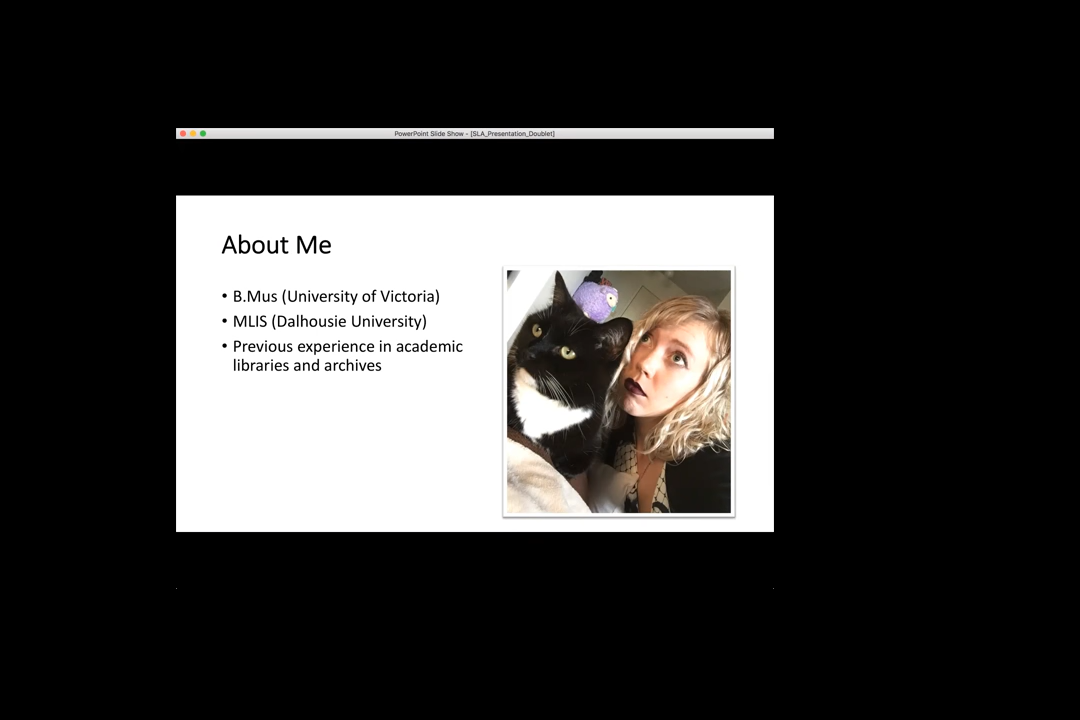 PowerPoint Slide Show - [SLA_Presentation_Doublet]
About Me
• B.Mus (University of Victoria)
• MLIS (Dalhousie University)
• Previous experience in academic
libraries and archives